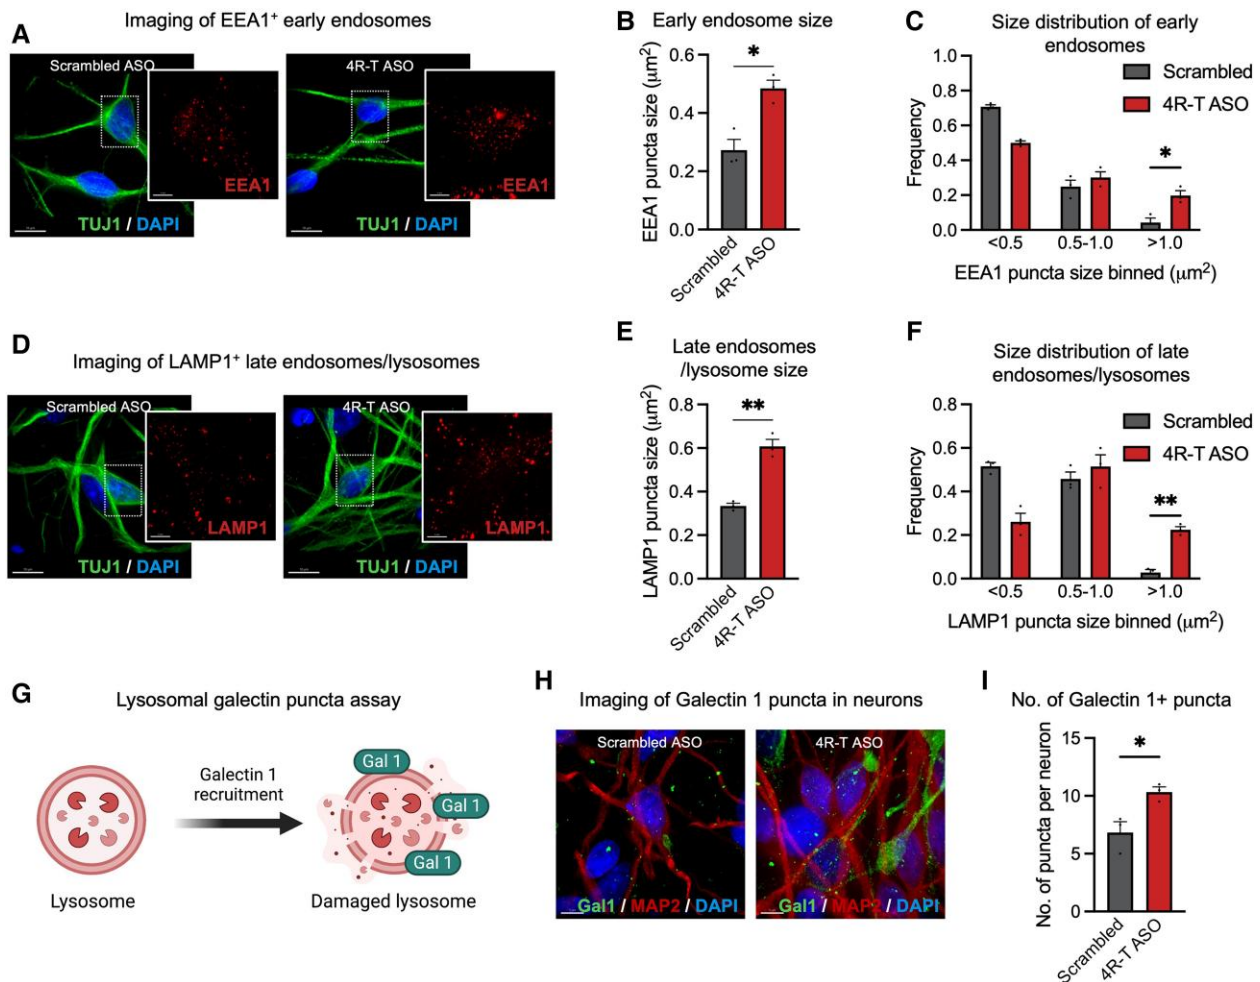 A
Imaging of EEA1⁺ early endosomes
Scrambled ASO
EEA1
TUJ1 / DAPI
4R-T ASO
EEA1
TUJ1 / DAPI
B
Early endosome size
*
EEA1 puncta size (μm²)
0.6
0.4
0.2
0.0
Scrambled
4R-T ASO
C
Size distribution of early
endosomes
Scrambled
4R-T ASO
*
Frequency
1.0
0.8
0.6
0.4
0.2
0.0
<0.5
0.5-1.0
>1.0
EEA1 puncta size binned (μm²)
D
Imaging of LAMP1⁺ late endosomes/lysosomes
Scrambled ASO
LAMP1
TUJ1 / DAPI
4R-T ASO
LAMP1
TUJ1 / DAPI
E
Late endosomes
/lysosome size
**
LAMP1 puncta size (μm²)
0.8
0.6
0.4
0.2
0.0
Scrambled
4R-T ASO
F
Size distribution of late
endosomes/lysosomes
Scrambled
4R-T ASO
**
Frequency
0.8
0.6
0.4
0.2
0.0
<0.5
0.5-1.0
>1.0
LAMP1 puncta size binned (μm²)
G
Lysosomal galectin puncta assay
Galectin 1
recruitment
Gal 1
Gal 1
Gal 1
Lysosome
Damaged lysosome
H
Imaging of Galectin 1 puncta in neurons
Scrambled ASO
Gal1 / MAP2 / DAPI
4R-T ASO
Gal1 / MAP2 / DAPI
I
No. of Galectin 1+ puncta
*
No. of puncta per neuron
15
10
5
0
Scrambled
4R-T ASO